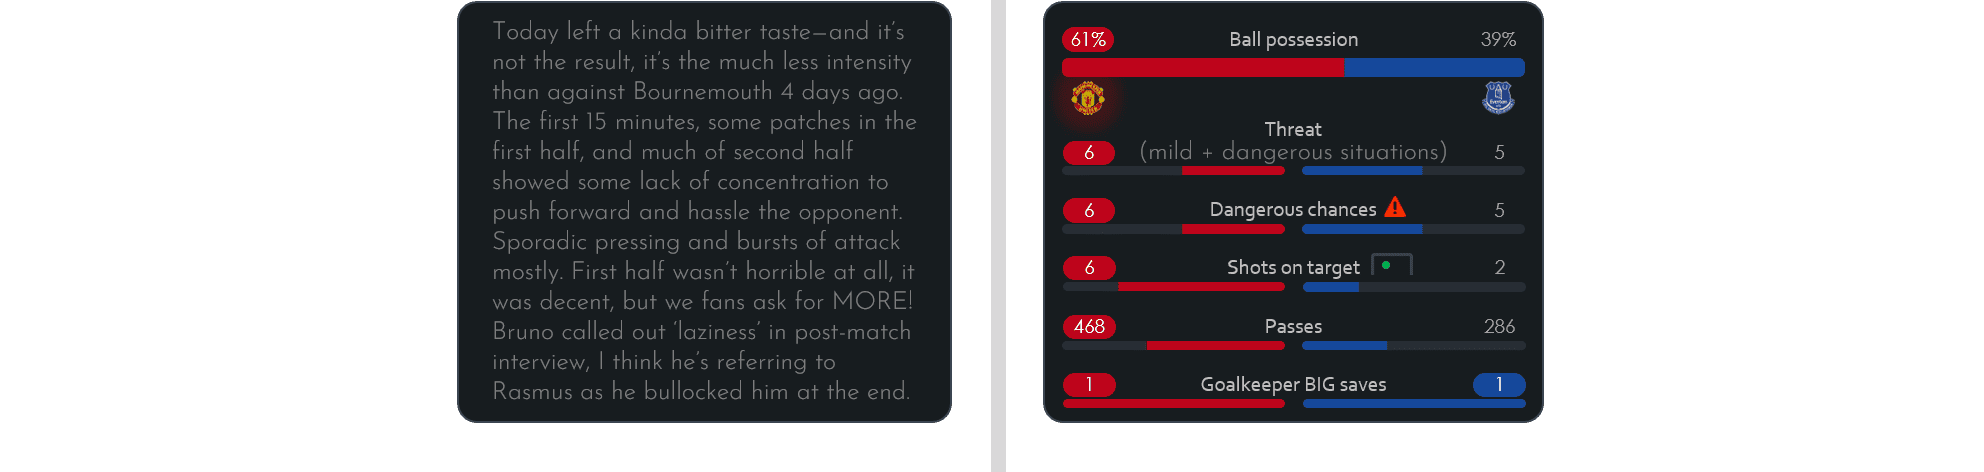 Today left a kinda bitter taste—and it's
not the result, it's the much less intensity
than against Bournemouth 4 days ago.
The first 15 minutes, some patches in the
first half, and much of second half
showed some lack of concentration to
push forward and hassle the opponent.
Sporadic pressing and bursts of attack
mostly. First half wasn't horrible at all, it
was decent, but we fans ask for MORE!
Bruno called out 'laziness' in post-match
interview, I think he's referring to
Rasmus as he bullocked him at the end.
61% Ball possession 39%
Threat
6 (mild + dangerous situations) 5
6 Dangerous chances 5
6 Shots on target 2
468 Passes 286
1 Goalkeeper BIG saves 1